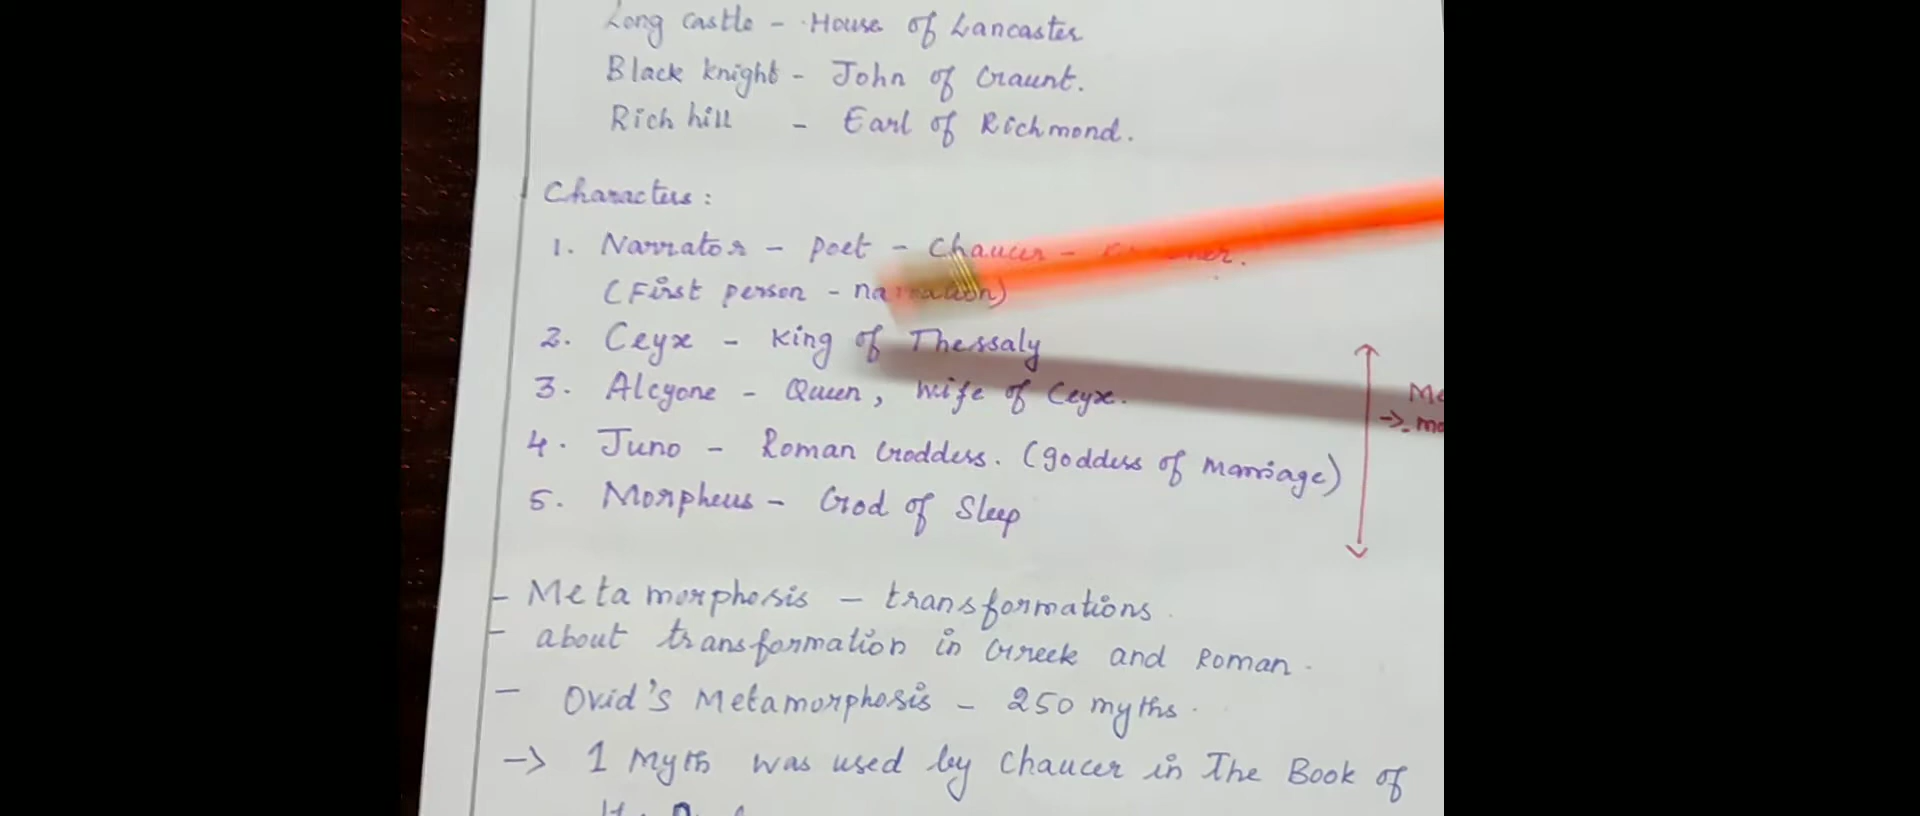 Long castle - House of Lancaster
Black knight - John of Graunt.
Rich hill - Earl of Richmond.
Characters :
1. Narrator - poet - Chaucer -
(First person - narration)
2. Ceyx - King of Thessaly
3. Alcyone - Queen, wife of Ceyx.
4. Juno - Roman Goddess. (goddess of Marriage)
5. Morpheus - God of Sleep
- Metamorphosis - transformations.
- about transformation in Greek and Roman.
- Ovid's Metamorphosis - 250 myths.
-> 1 Myth was used by Chaucer in The Book of